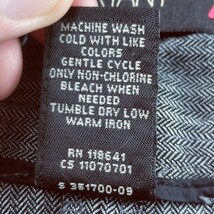 MACHINE WASH
COLD WITH LIKE
COLORS
GENTLE CYCLE
ONLY NON-CHLORINE
BLEACH WHEN
NEEDED
TUMBLE DRY LOW
WARM IRON
RN 118641
CS 11070701
S 351700-09